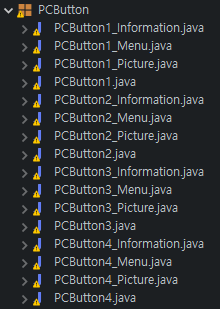 PCButton
PCButton1_Information.java
PCButton1_Menu.java
PCButton1_Picture.java
PCButton1.java
PCButton2_Information.java
PCButton2_Menu.java
PCButton2_Picture.java
PCButton2.java
PCButton3_Information.java
PCButton3_Menu.java
PCButton3_Picture.java
PCButton3.java
PCButton4_Information.java
PCButton4_Menu.java
PCButton4_Picture.java
PCButton4.java